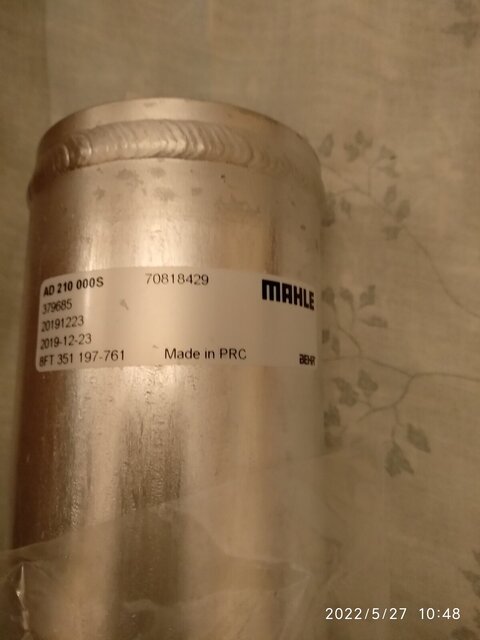 AD 210 000S 70818429 MAHLE
379685
20191223
2019-12-23
8FT 351 197-761 Made in PRC BEHR
2022/5/27 10:48